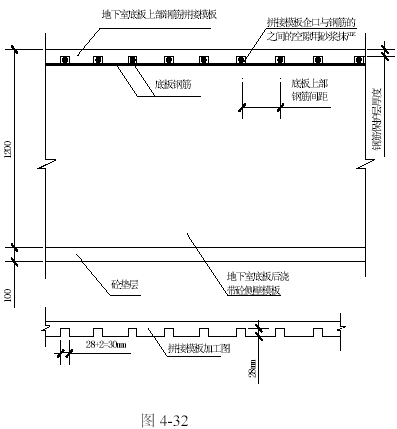 地下室底板上部钢筋拼接模板
拼接模板企口与钢筋的
之间的空隙用砂浆抹严
底板钢筋
底板上部
钢筋间距
钢筋保护层厚度
1200
地下室底板后浇
带砼侧壁模板
砼垫层
100
28+2=30mm
拼接模板加工图
28mm
图 4-32